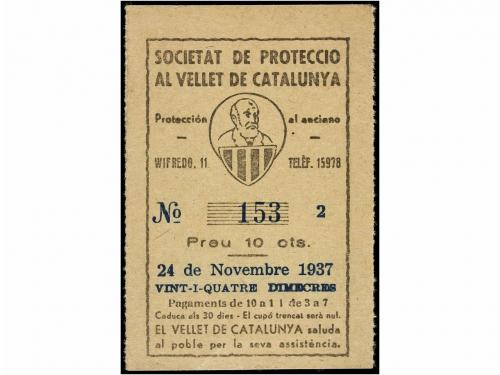 SOCIETAT DE PROTECCIO
AL VELLET DE CATALUNYA
Protección al anciano
WIFREDO, 11 TELÈF. 15978
No 153 2
Preu 10 cts.
24 de Novembre 1937
VINT-I-QUATRE DIMECRES
Pagaments de 10 a 1 i de 3 a 7
Caduca als 30 dies - El cupó trencat serà nul.
EL VELLET DE CATALUNYA saluda
al poble per la seva assistència.